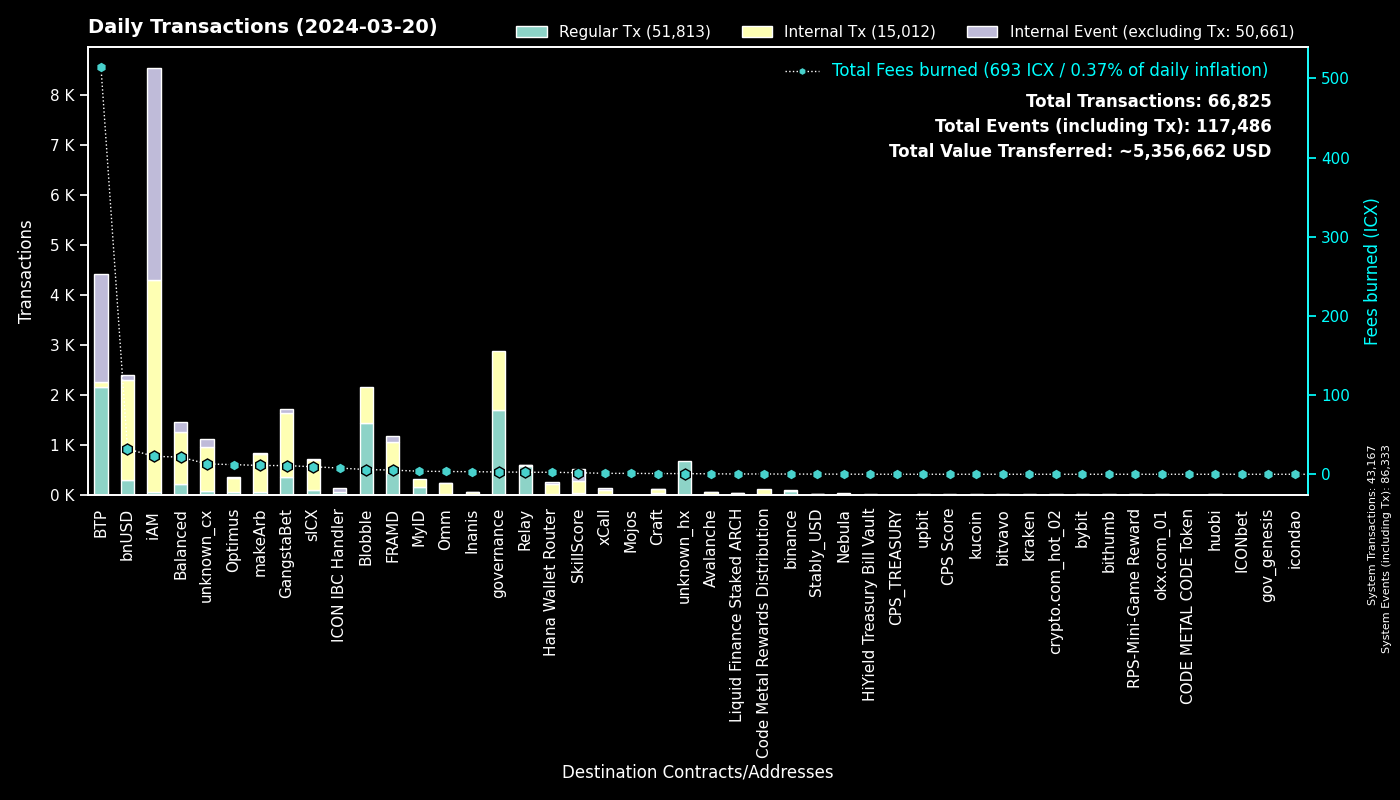 Daily Transactions (2024-03-20)
Regular Tx (51,813)
Internal Tx (15,012)
Internal Event (excluding Tx: 50,661)
Total Fees burned (693 ICX / 0.37% of daily inflation)
Total Transactions: 66,825
Total Events (including Tx): 117,486
Total Value Transferred: ~5,356,662 USD
Transactions
8 K
7 K
6 K
5 K
4 K
3 K
2 K
1 K
0 K
500
400
300
200
100
0
Fees burned (ICX)
BTP
bnUSD
iAM
Balanced
unknown_cx
Optimus
makeArb
GangstaBet
sICX
ICON IBC Handler
Blobble
FRAMD
MyID
Omm
Inanis
governance
Relay
Hana Wallet Router
SkillScore
xCall
Mojos
Craft
unknown_hx
Avalanche
Liquid Finance Staked ARCH
Code Metal Rewards Distribution
binance
Stably_USD
Nebula
HiYield Treasury Bill Vault
CPS_TREASURY
upbit
CPS Score
kucoin
bitvavo
kraken
crypto.com_hot_02
bybit
bithumb
RPS-Mini-Game Reward
okx.com_01
CODE METAL CODE Token
huobi
ICONbet
gov_genesis
icondao
Destination Contracts/Addresses
System Transactions: 43,167
System Events (including Tx): 86,333